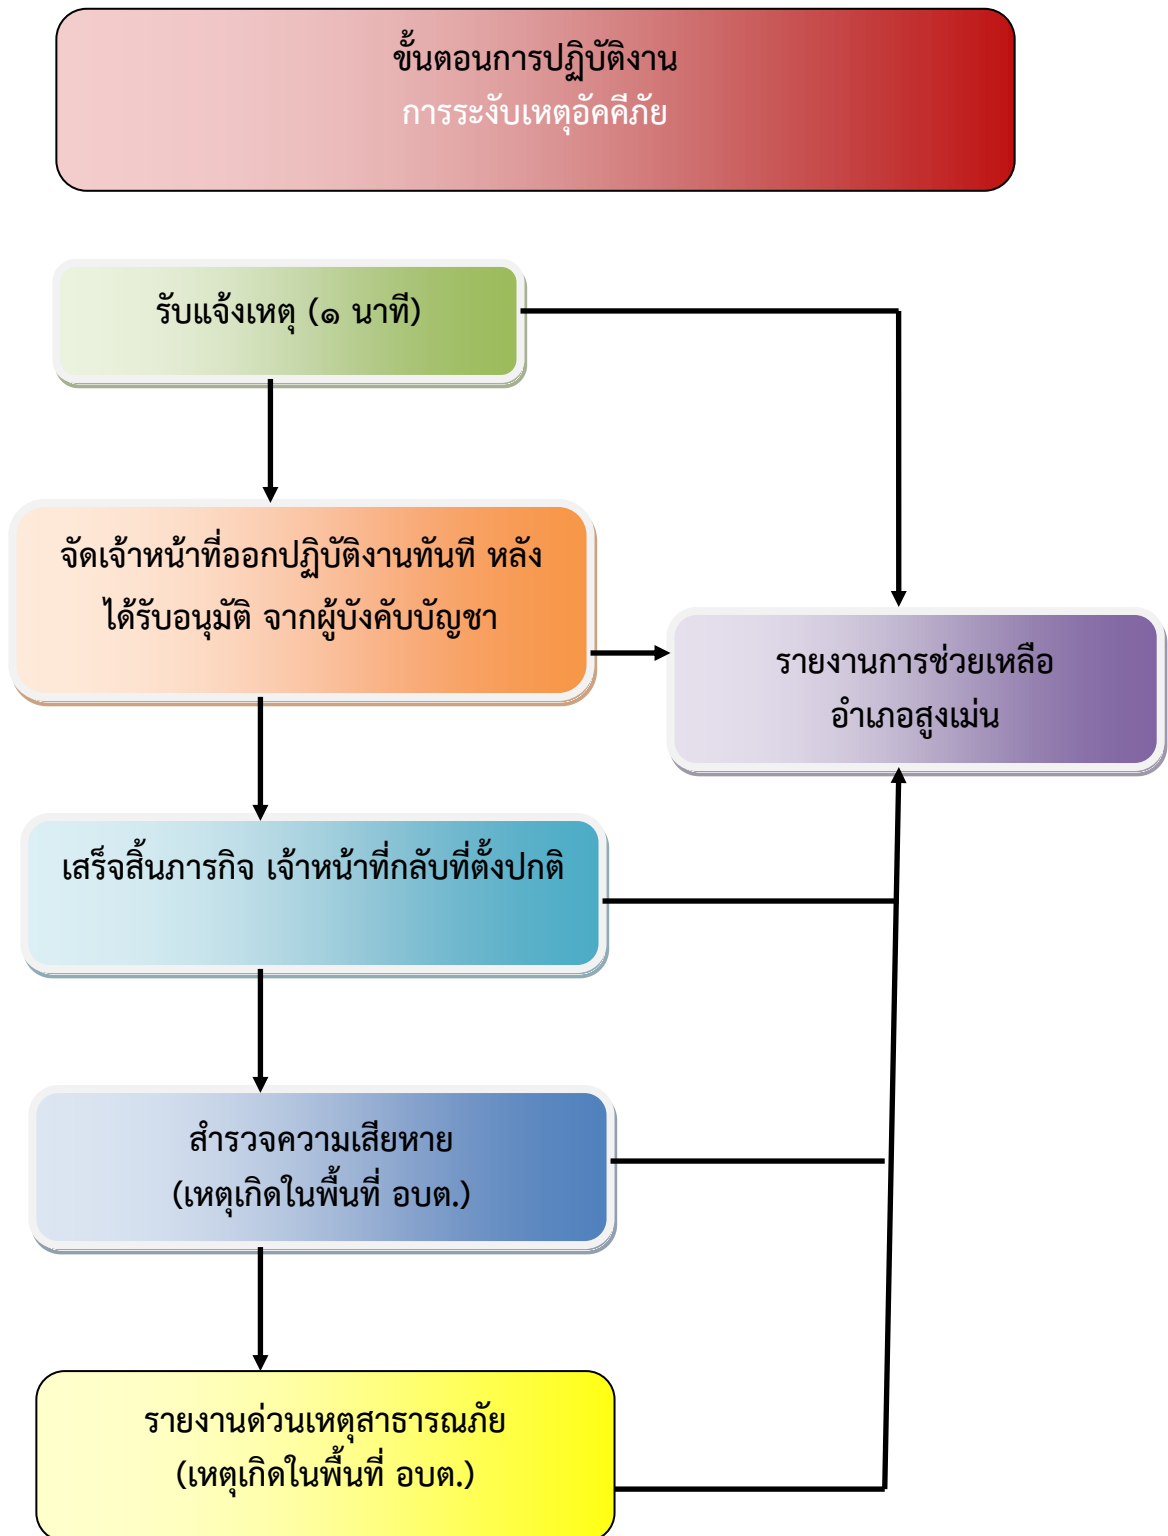 ขั้นตอนการปฏิบัติงาน
การระงับเหตุอัคคีภัย
รับแจ้งเหตุ (๑ นาที)
จัดเจ้าหน้าที่ออกปฏิบัติงานทันที หลัง
ได้รับอนุมัติ จากผู้บังคับบัญชา
รายงานการช่วยเหลือ
อำเภอสูงเม่น
เสร็จสิ้นภารกิจ เจ้าหน้าที่กลับที่ตั้งปกติ
สำรวจความเสียหาย
(เหตุเกิดในพื้นที่ อบต.)
รายงานด่วนเหตุสาธารณภัย
(เหตุเกิดในพื้นที่ อบต.)